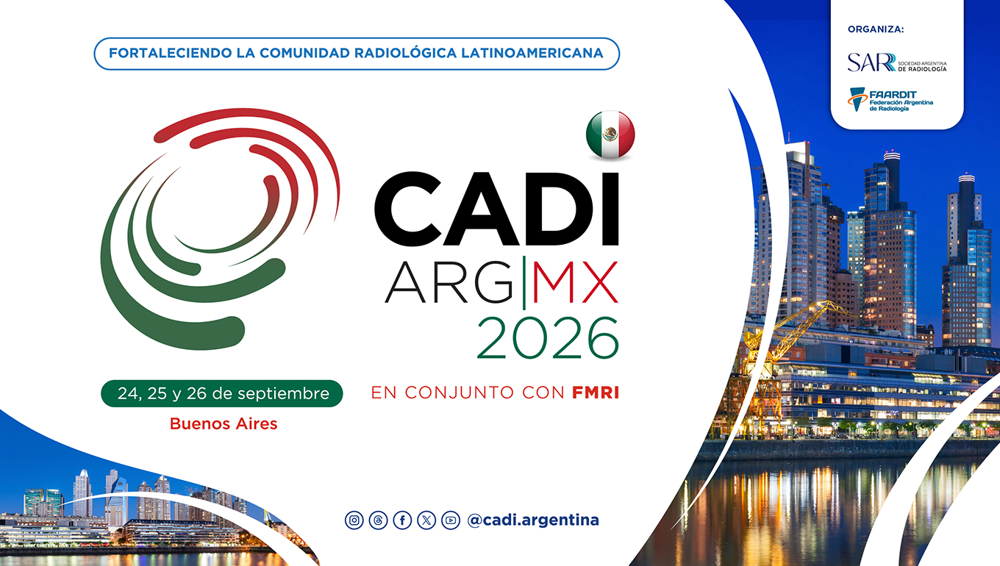 FORTALECIENDO LA COMUNIDAD RADIOLÓGICA LATINOAMERICANA
ORGANIZA:
SAR SOCIEDAD ARGENTINA
DE RADIOLOGÍA
FAARDIT
Federación Argentina
de Radiología
CADI
ARG|MX
2026
24, 25 y 26 de septiembre
EN CONJUNTO CON FMRI
Buenos Aires
@cadi.argentina